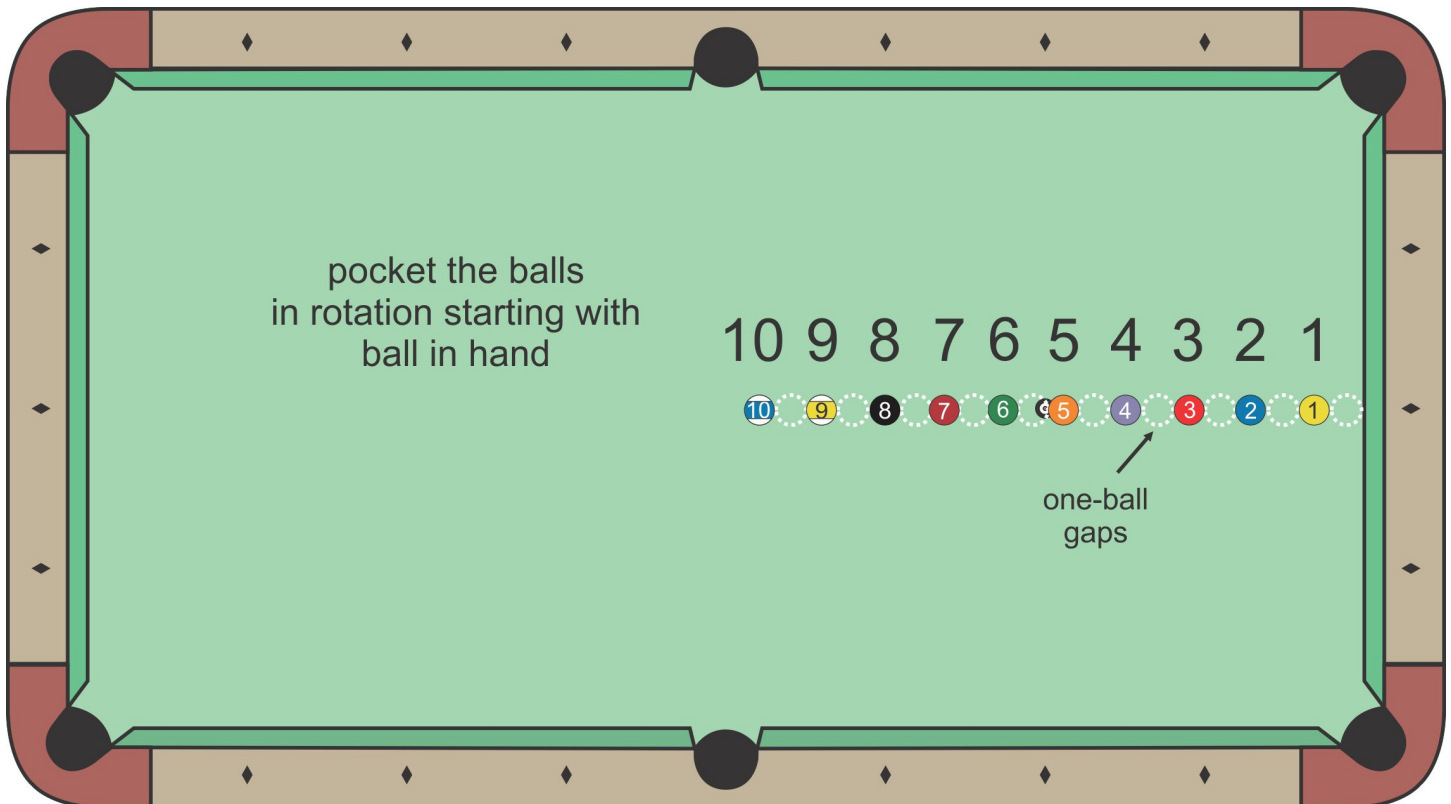 pocket the balls
in rotation starting with
ball in hand
10 9 8 7 6 5 4 3 2 1
10 9 8 7 6 5 4 3 2 1
one-ball
gaps